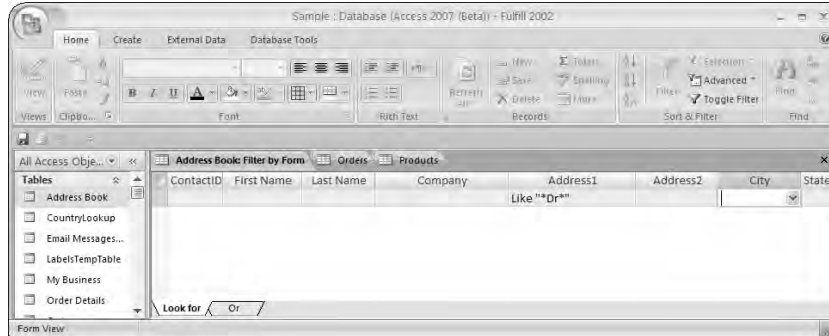 Sample : Database (Access 2007 (Beta)) - Fulfill 2002
Home Create External Data Database Tools
View Paste B I U A Refresh All New Save Delete Totals Spelling More Filter Selection Advanced Toggle Filter Find
Views Clipbo... Font Rich Text Records Sort & Filter Find
All Access Obje... Address Book: Filter by Form Orders Products
Tables ContactID First Name Last Name Company Address1 Address2 City State
Address Book Like "*Dr*"
CountryLookup
Email Messages...
LabelsTempTable
My Business
Order Details
Look for Or
Form View